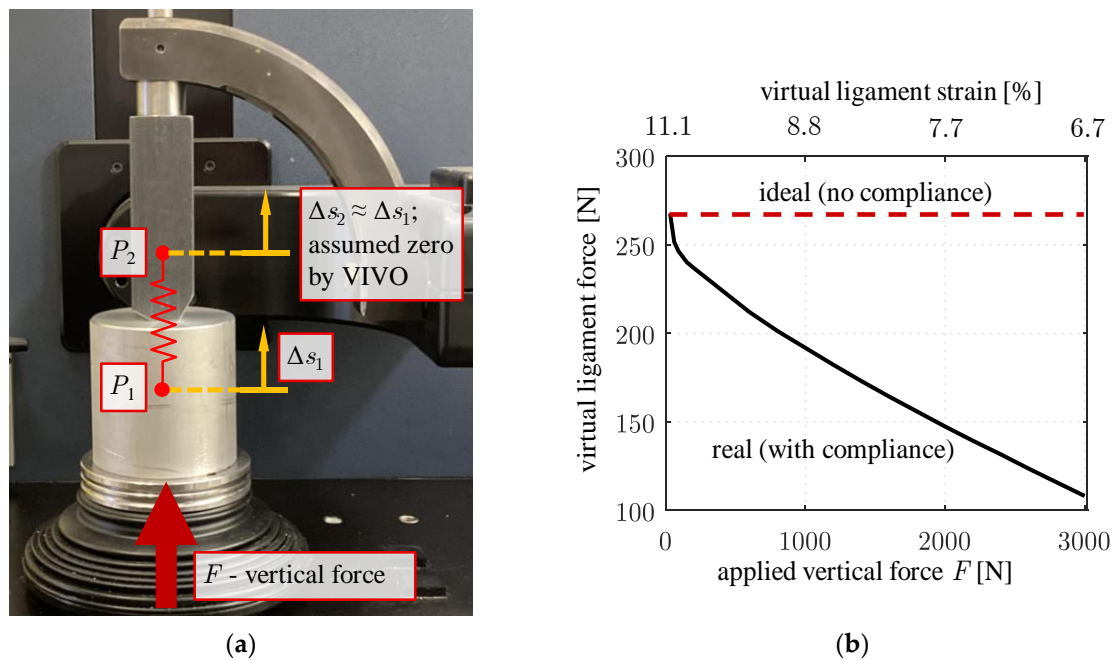 Δs₂ ≈ Δs₁;
assumed zero
by VIVO
P₂
Δs₁
P₁
F - vertical force
(a)
virtual ligament strain [%]
11.1 8.8 7.7 6.7
300
250
200
150
100
virtual ligament force [N]
ideal (no compliance)
real (with compliance)
0 1000 2000 3000
applied vertical force F [N]
(b)